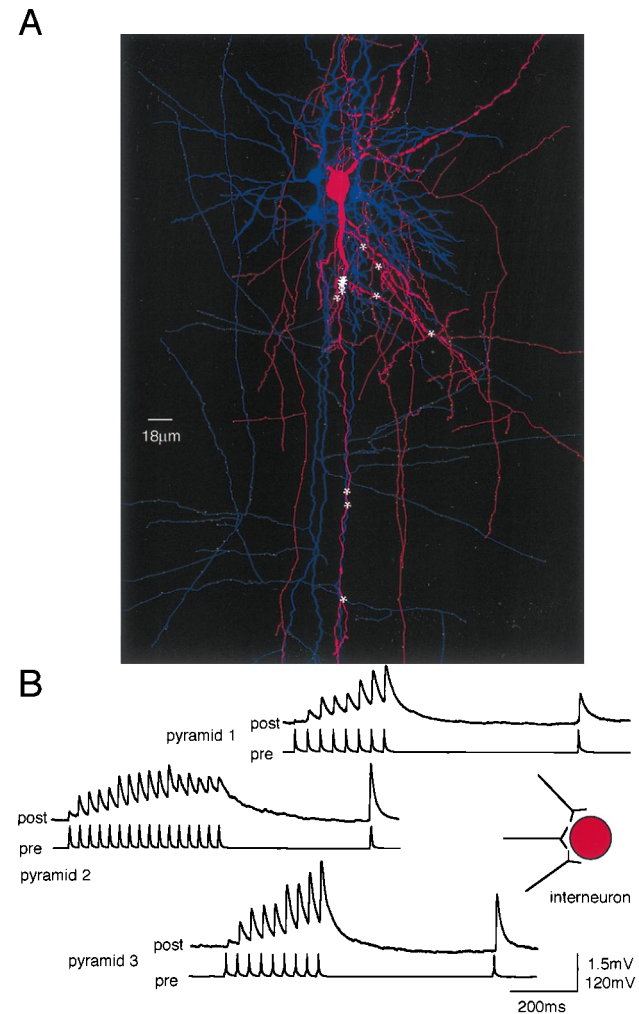 A
18μm
B
post
pyramid 1
pre
post
pre
pyramid 2
interneuron
post
pyramid 3
pre
1.5mV
120mV
200ms